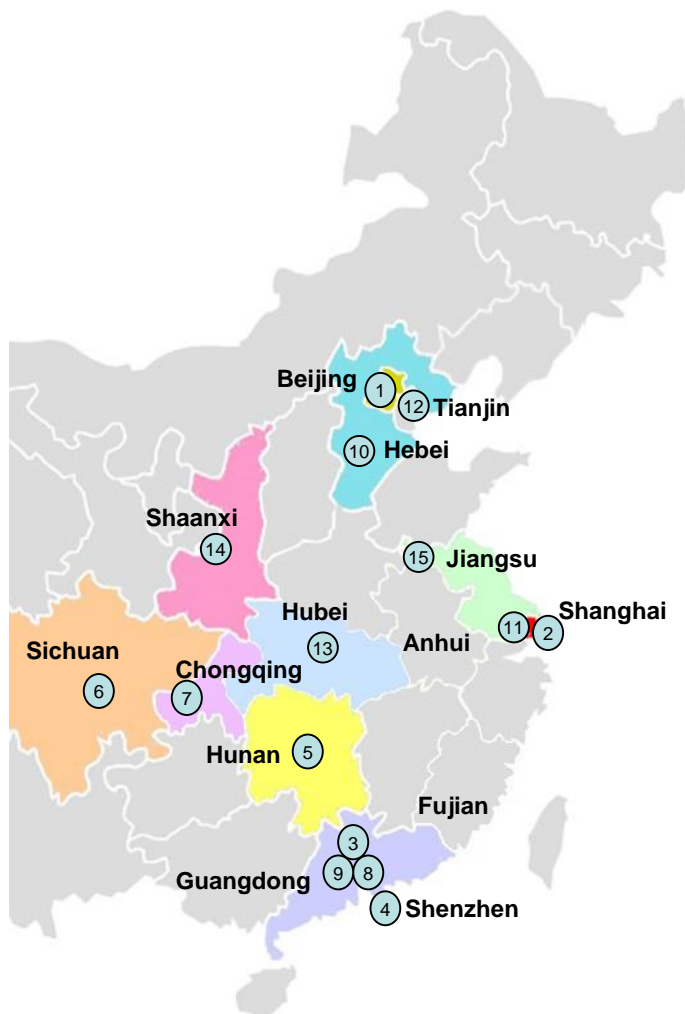 Beijing
1
12
Tianjin
10
Hebei
Shaanxi
14
15
Jiangsu
Hubei
Shanghai
11
2
13
Anhui
Sichuan
Chongqing
6
7
Hunan
5
Fujian
3
Guangdong
9
8
4
Shenzhen